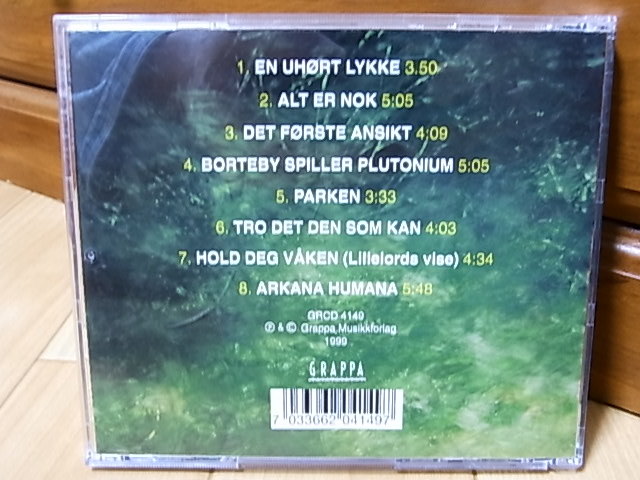 1. EN UHØRT LYKKE 3.50
2. ALT ER NOK 5:05
3. DET FØRSTE ANSIKT 4:09
4. BORTEBY SPILLER PLUTONIUM 5:05
5. PARKEN 3:33
6. TRO DET DEN SOM KAN 4:03
7. HOLD DEG VÅKEN (Lillelords vise) 4:34
8. ARKANA HUMANA 5:48
GRCD 4149
℗ & © Grappa Musikkforlag
1999
GRAPPA
7 033662 041497